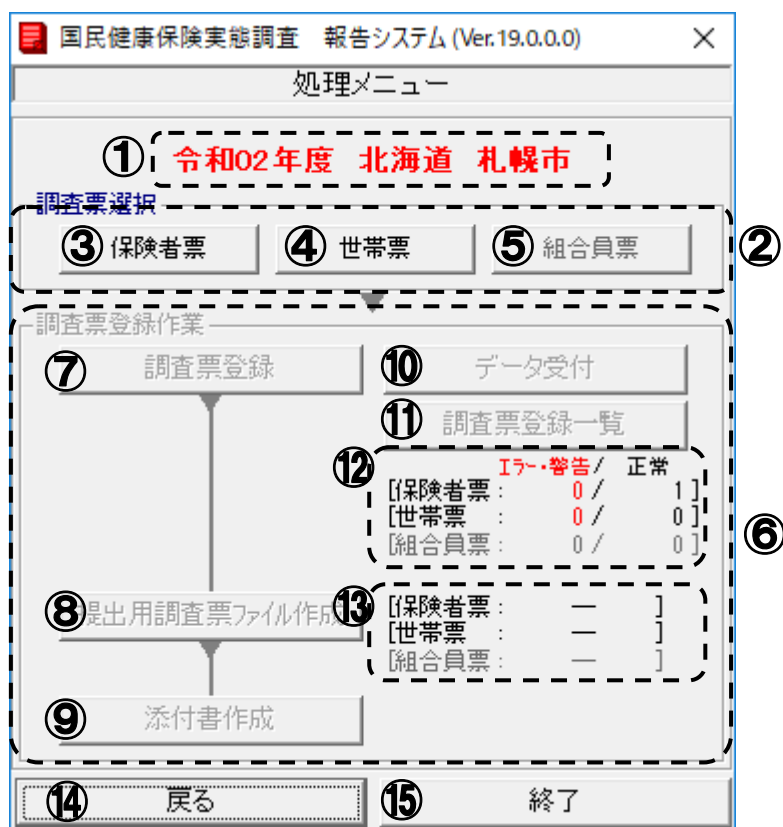 国民健康保険実態調査 報告システム (Ver.19.0.0.0)
処理メニュー
① 令和02年度 北海道 札幌市
調査票選択
③ 保険者票 ④ 世帯票 ⑤ 組合員票 ②
調査票登録作業
⑦ 調査票登録 ⑩ データ受付
⑪ 調査票登録一覧
⑫ エラー・警告/ 正常
[保険者票: 0/ 1]
[世帯票 : 0/ 0]
[組合員票: 0/ 0]
⑥
⑧ 提出用調査票ファイル作成 ⑬ [保険者票: ― ]
[世帯票 : ― ]
[組合員票: ― ]
⑨ 添付書作成
⑭ 戻る ⑮ 終了